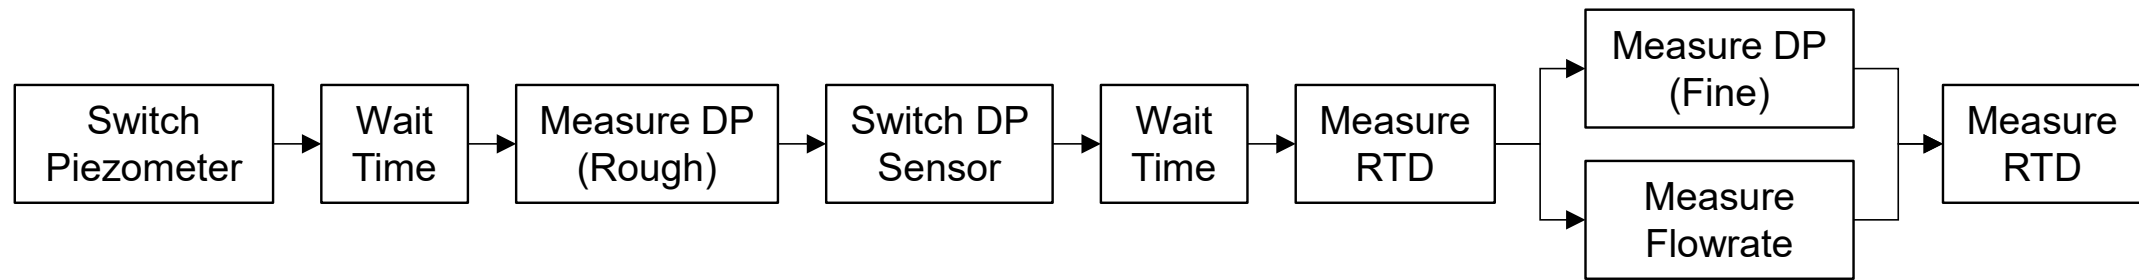 Switch
Piezometer
Wait
Time
Measure DP
(Rough)
Switch DP
Sensor
Wait
Time
Measure
RTD
Measure DP
(Fine)
Measure
Flowrate
Measure
RTD